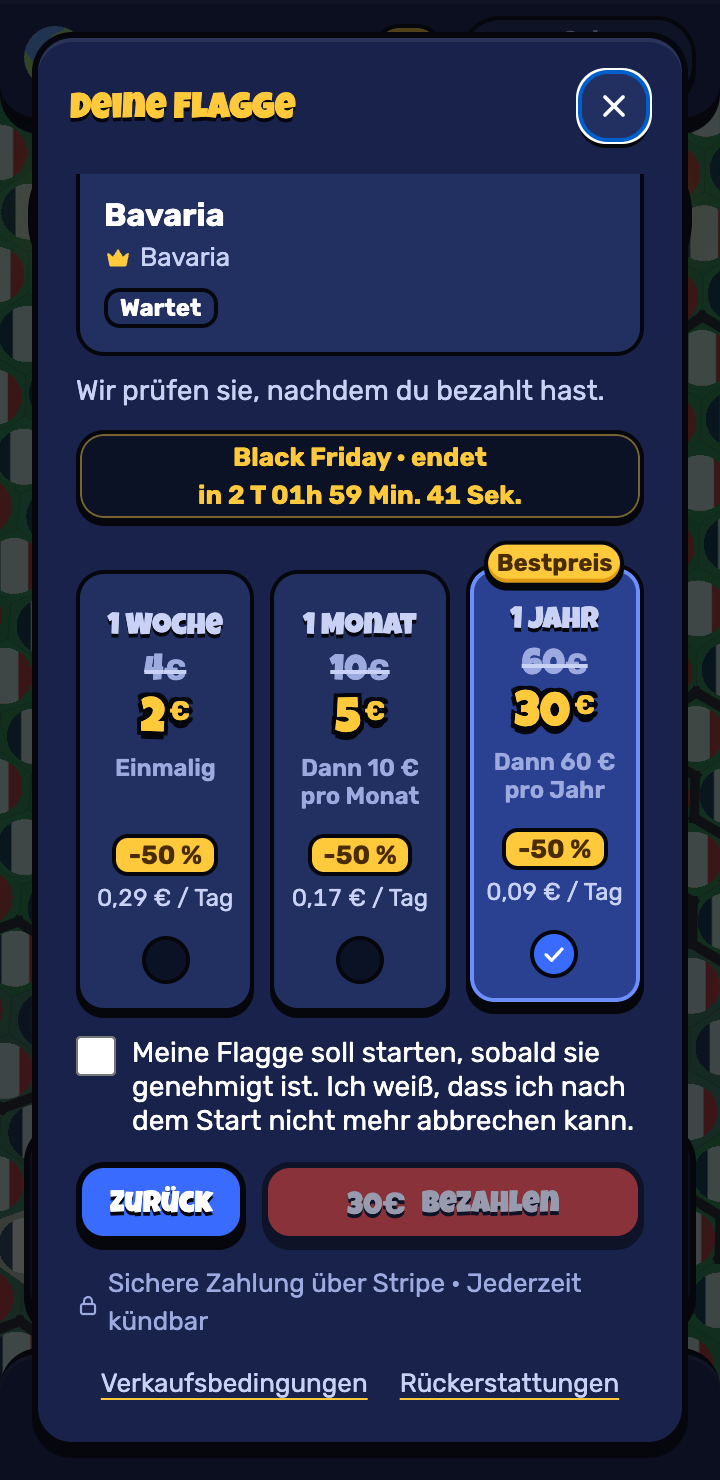 Deine Flagge
Bavaria
Bavaria
Wartet
Wir prüfen sie, nachdem du bezahlt hast.
Black Friday • endet
in 2 T 01h 59 Min. 41 Sek.
Bestpreis
1 Woche
4€
2€
Einmalig
-50 %
0,29 € / Tag
1 Monat
10€
5€
Dann 10 €
pro Monat
-50 %
0,17 € / Tag
1 Jahr
60€
30€
Dann 60 €
pro Jahr
-50 %
0,09 € / Tag
Meine Flagge soll starten, sobald sie
genehmigt ist. Ich weiß, dass ich nach
dem Start nicht mehr abbrechen kann.
Zurück
30€ Bezahlen
Sichere Zahlung über Stripe • Jederzeit
kündbar
Verkaufsbedingungen
Rückerstattungen